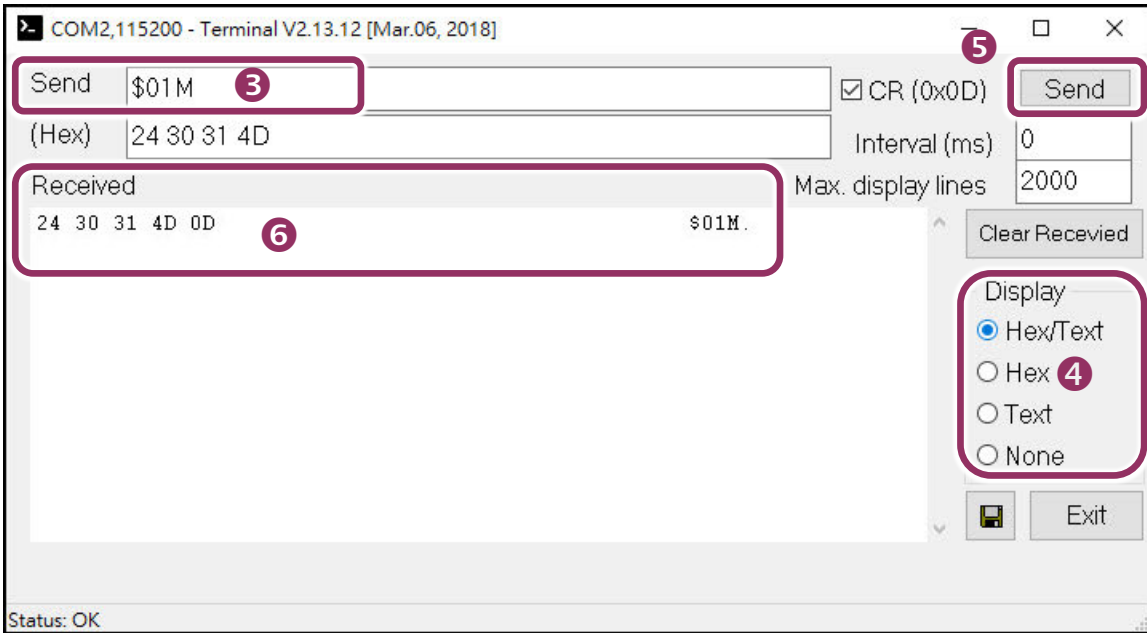 COM2,115200 - Terminal V2.13.12 [Mar.06, 2018]
5
Send $01M 3 CR (0x0D) Send
(Hex) 24 30 31 4D Interval (ms) 0
Received Max. display lines 2000
24 30 31 4D 0D $01M.
6
Clear Recevied
Display
Hex/Text
Hex 4
Text
None
Exit
Status: OK